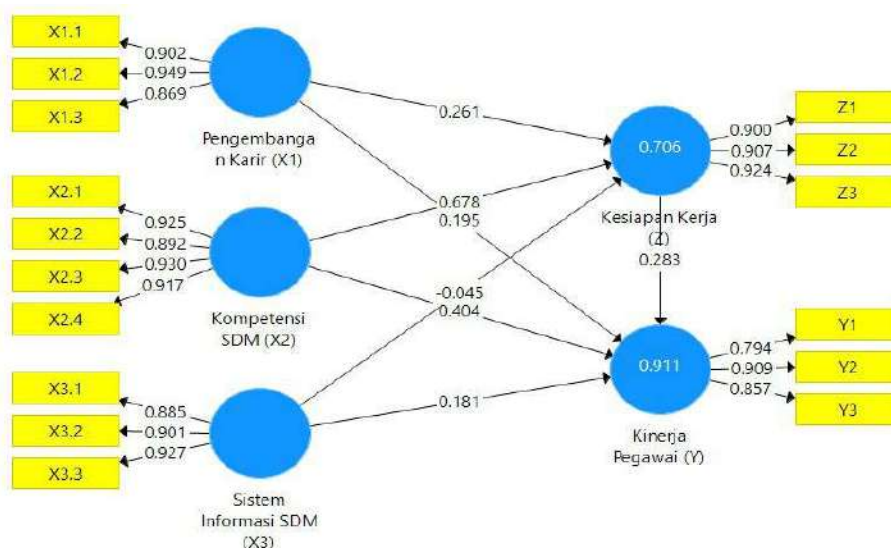 X1.1
X1.2
X1.3
0.902
0.949
0.869
Pengembanga
n Karir (X1)
X2.1
X2.2
X2.3
X2.4
0.925
0.892
0.930
0.917
Kompetensi
SDM (X2)
X3.1
X3.2
X3.3
0.885
0.901
0.927
Sistem
Informasi SDM
(X3)
0.261
0.678
0.195
-0.045
0.404
0.181
0.706
Kesiapan Kerja
(Z)
0.283
0.900
0.907
0.924
Z1
Z2
Z3
0.911
Kinerja
Pegawai (Y)
0.794
0.909
0.857
Y1
Y2
Y3